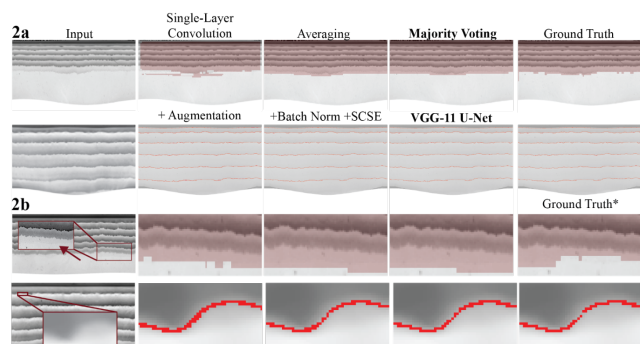 2a
Input
Single-Layer
Convolution
Averaging
Majority Voting
Ground Truth
+ Augmentation
+Batch Norm +SCSE
VGG-11 U-Net
2b
Ground Truth*